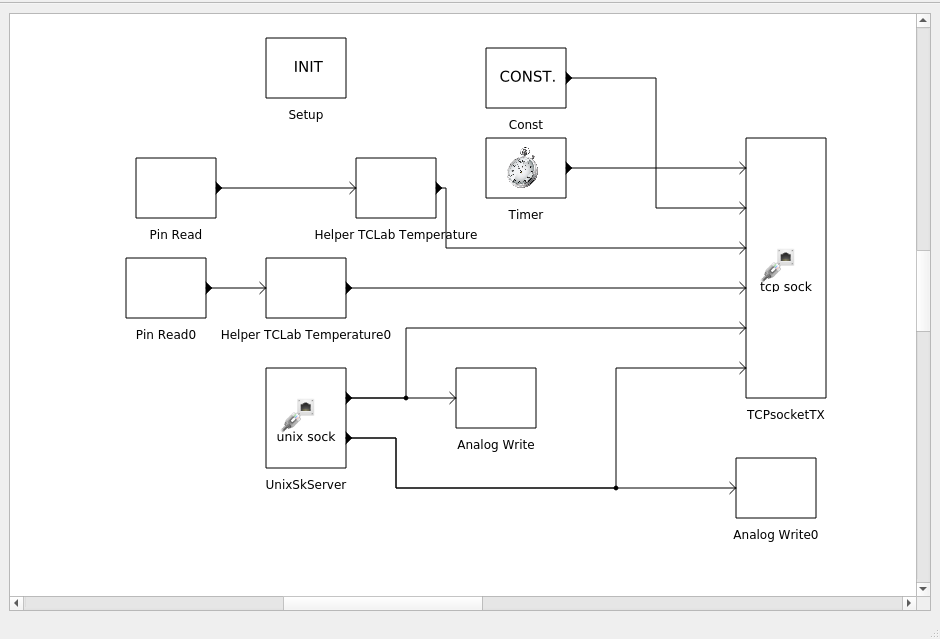 INIT
Setup
CONST.
Const
Timer
Pin Read
Helper TCLab Temperature
tcp sock
TCPsocketTX
Pin Read0
Helper TCLab Temperature0
unix sock
UnixSkServer
Analog Write
Analog Write0